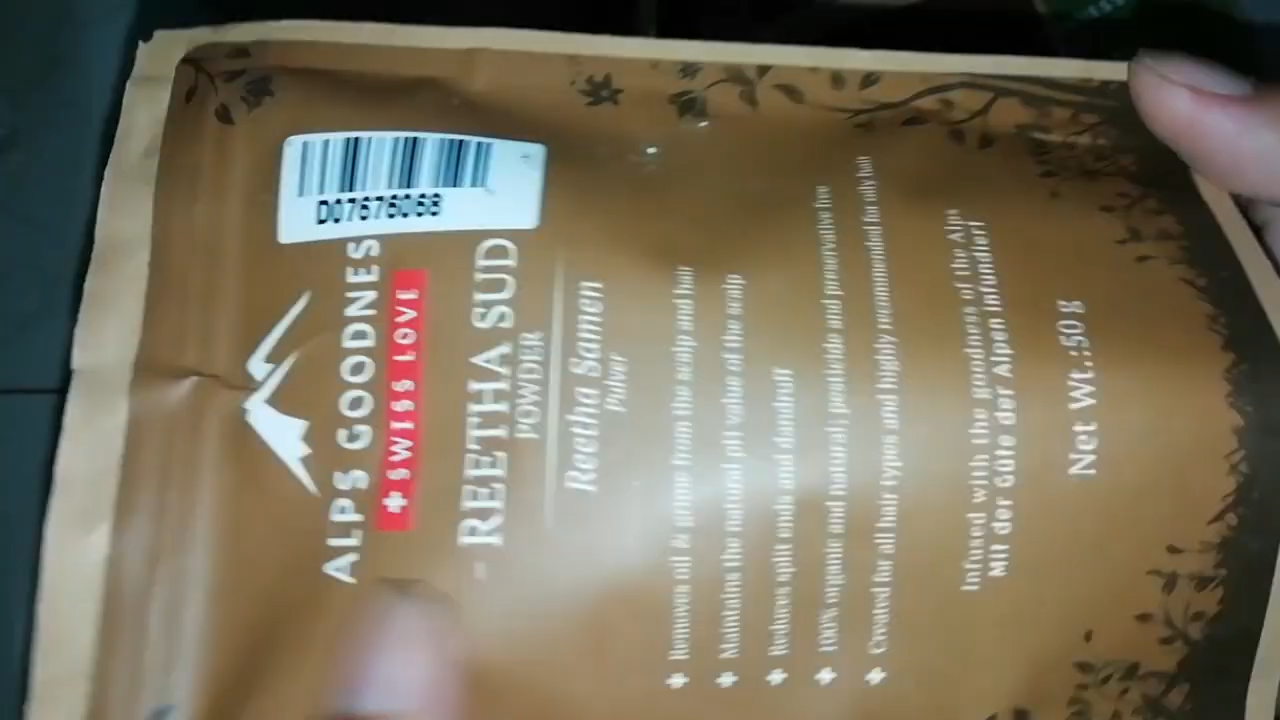 D07676068
ALPS GOODNES
SWISS LOVE
REETHA SUD
POWDER
Reetha Samen
Pulver
Removes oil & grime from the scalp and hair
Maintains the natural pH value of the scalp
Reduces split ends and dandruff
100% organic and natural, pesticide and preservative free
Created for all hair types and highly recommended for oily hair
Infused with the goodness of the Alps
Mit der Güte der Alpen infundiert
Net Wt.:50 g